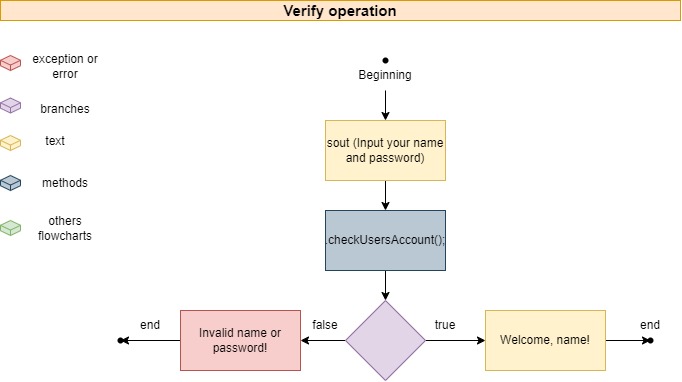 Verify operation
exception or
error
branches
text
methods
others
flowcharts
Beginning
sout (Input your name
and password)
.checkUsersAccount();
end
Invalid name or
password!
false
true
Welcome, name!
end